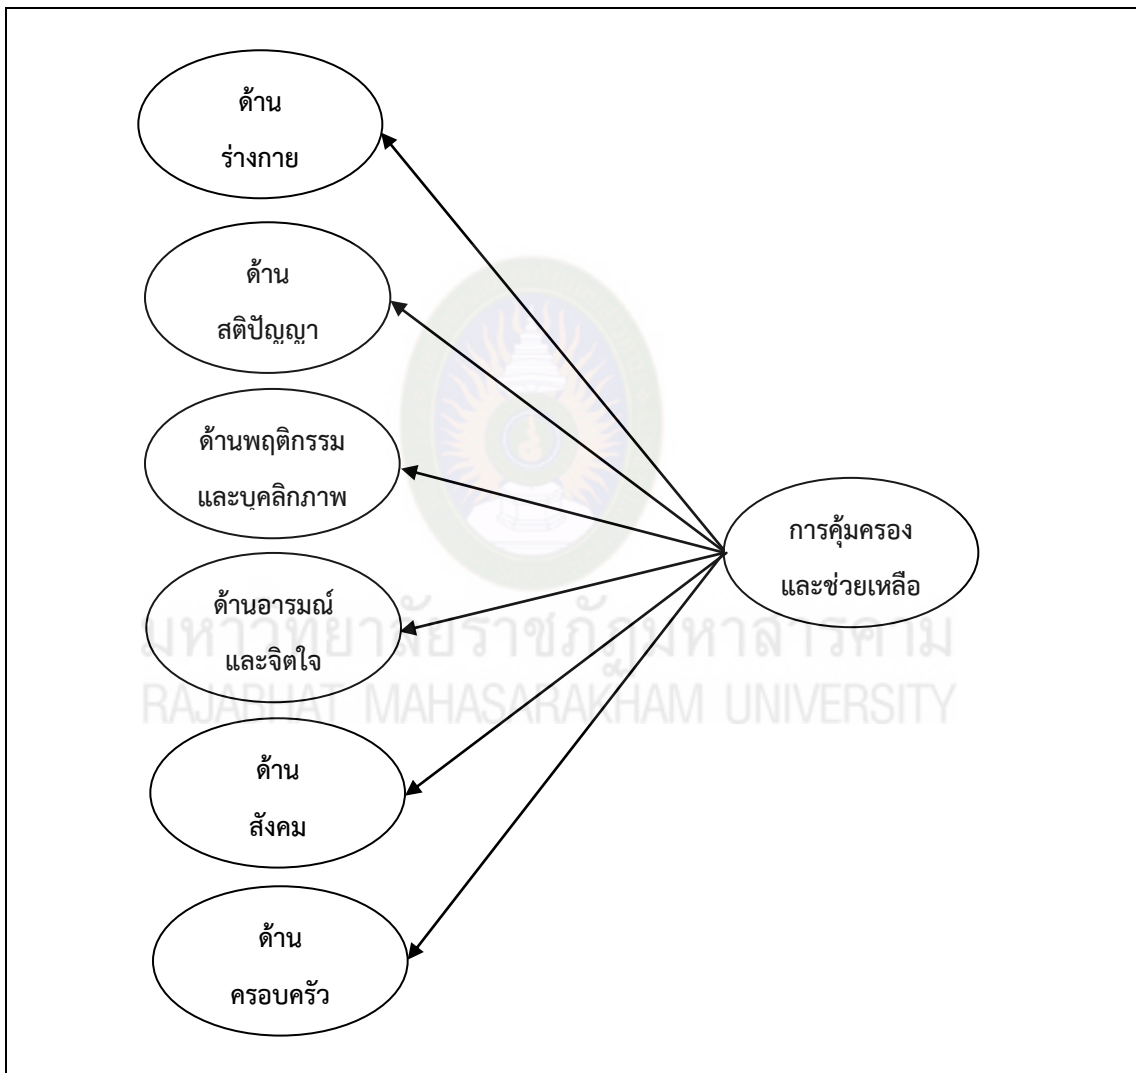 ด้าน
ร่างกาย
ด้าน
สติปัญญา
ด้านพฤติกรรม
และบุคลิกภาพ
การคุ้มครอง
และช่วยเหลือ
ด้านอารมณ์
และจิตใจ
มหาวิทยาลัยราชภัฏมหาสารคาม
RAJABHAT MAHASARAKHAM UNIVERSITY
ด้าน
สังคม
ด้าน
ครอบครัว